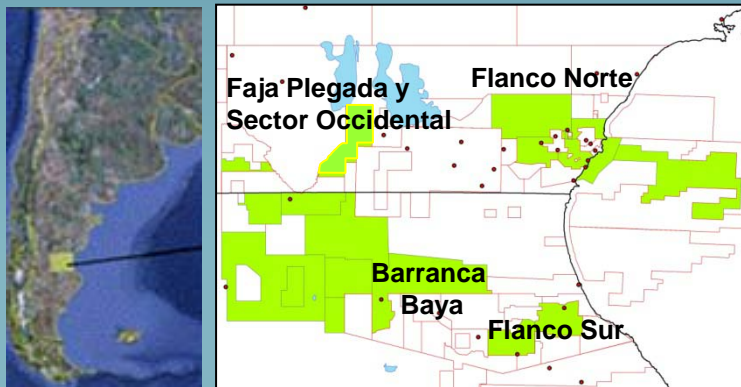 Faja Plegada y
Sector Occidental
Flanco Norte
Barranca
Baya
Flanco Sur